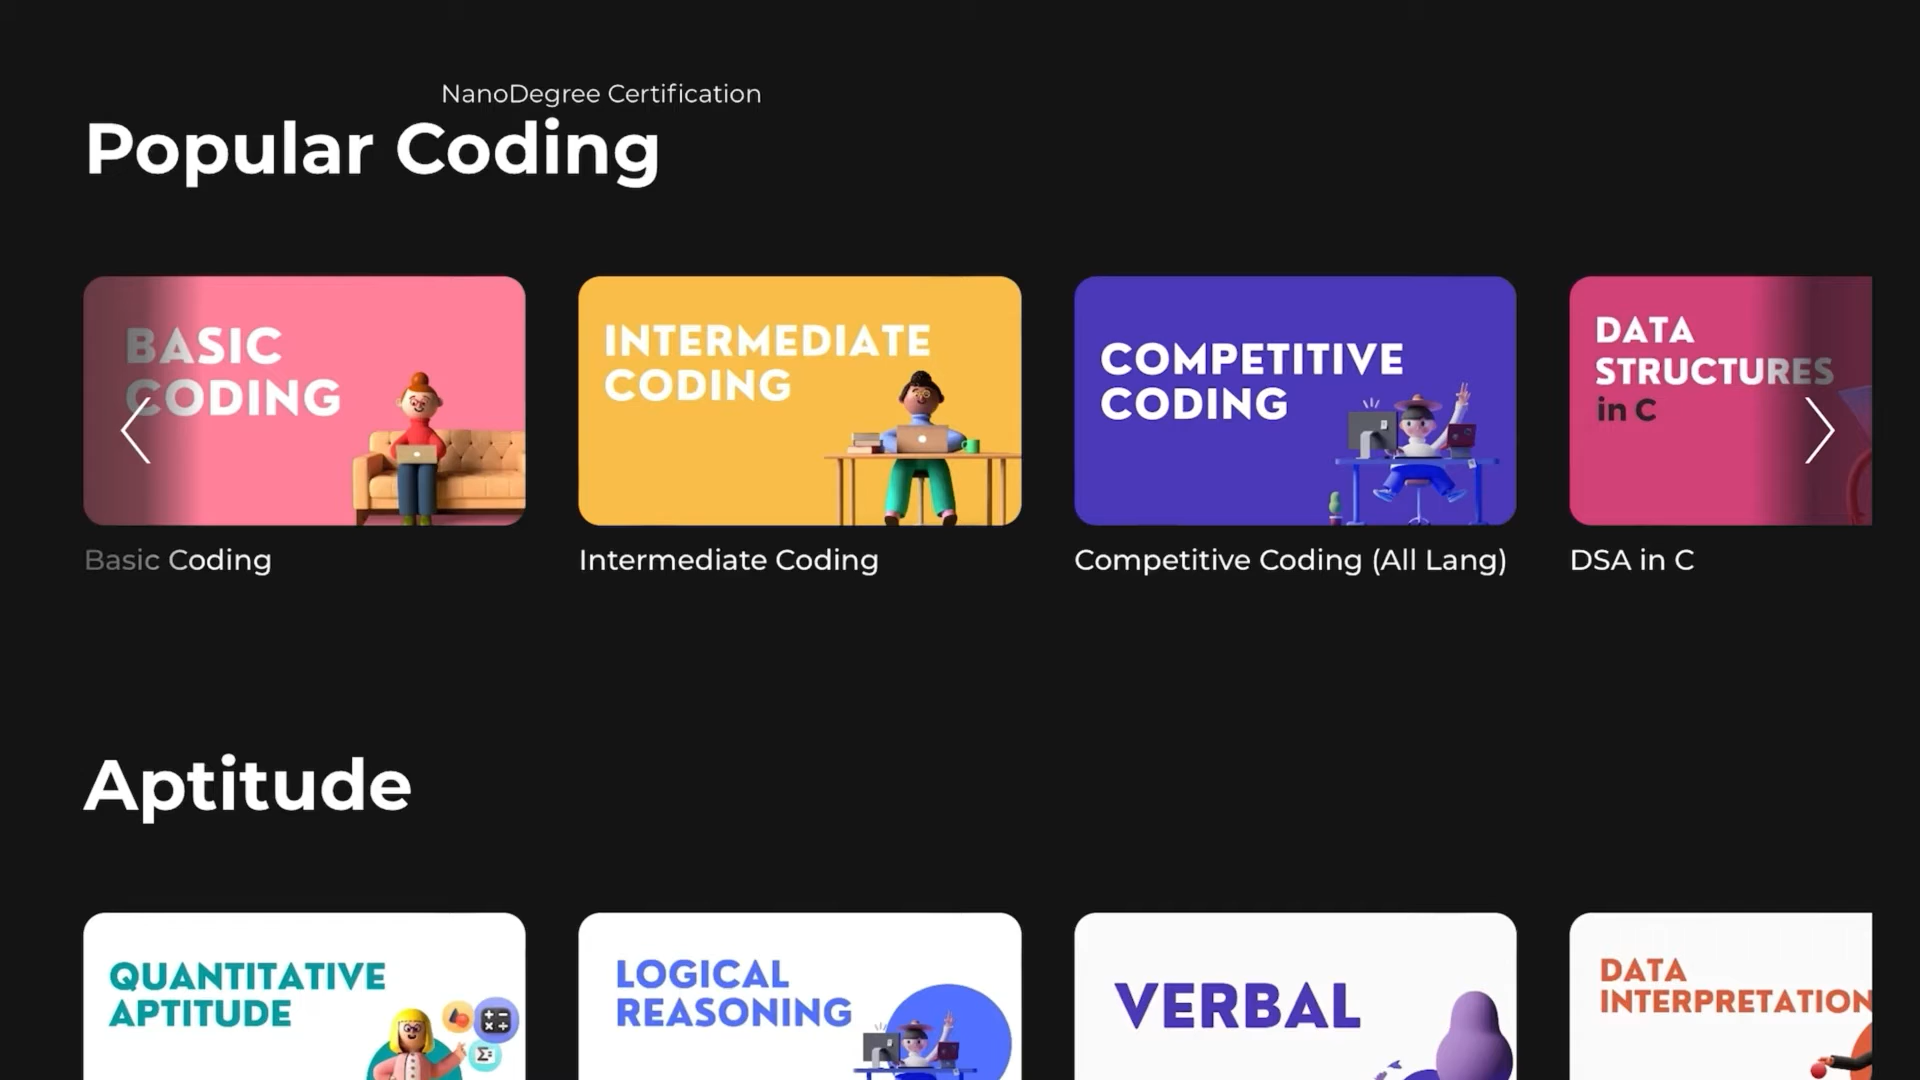 NanoDegree Certification
Popular Coding
BASIC
CODING
INTERMEDIATE
CODING
COMPETITIVE
CODING
DATA
STRUCTURES
in C
Basic Coding
Intermediate Coding
Competitive Coding (All Lang)
DSA in C
Aptitude
QUANTITATIVE
APTITUDE
LOGICAL
REASONING
VERBAL
DATA
INTERPRETATION